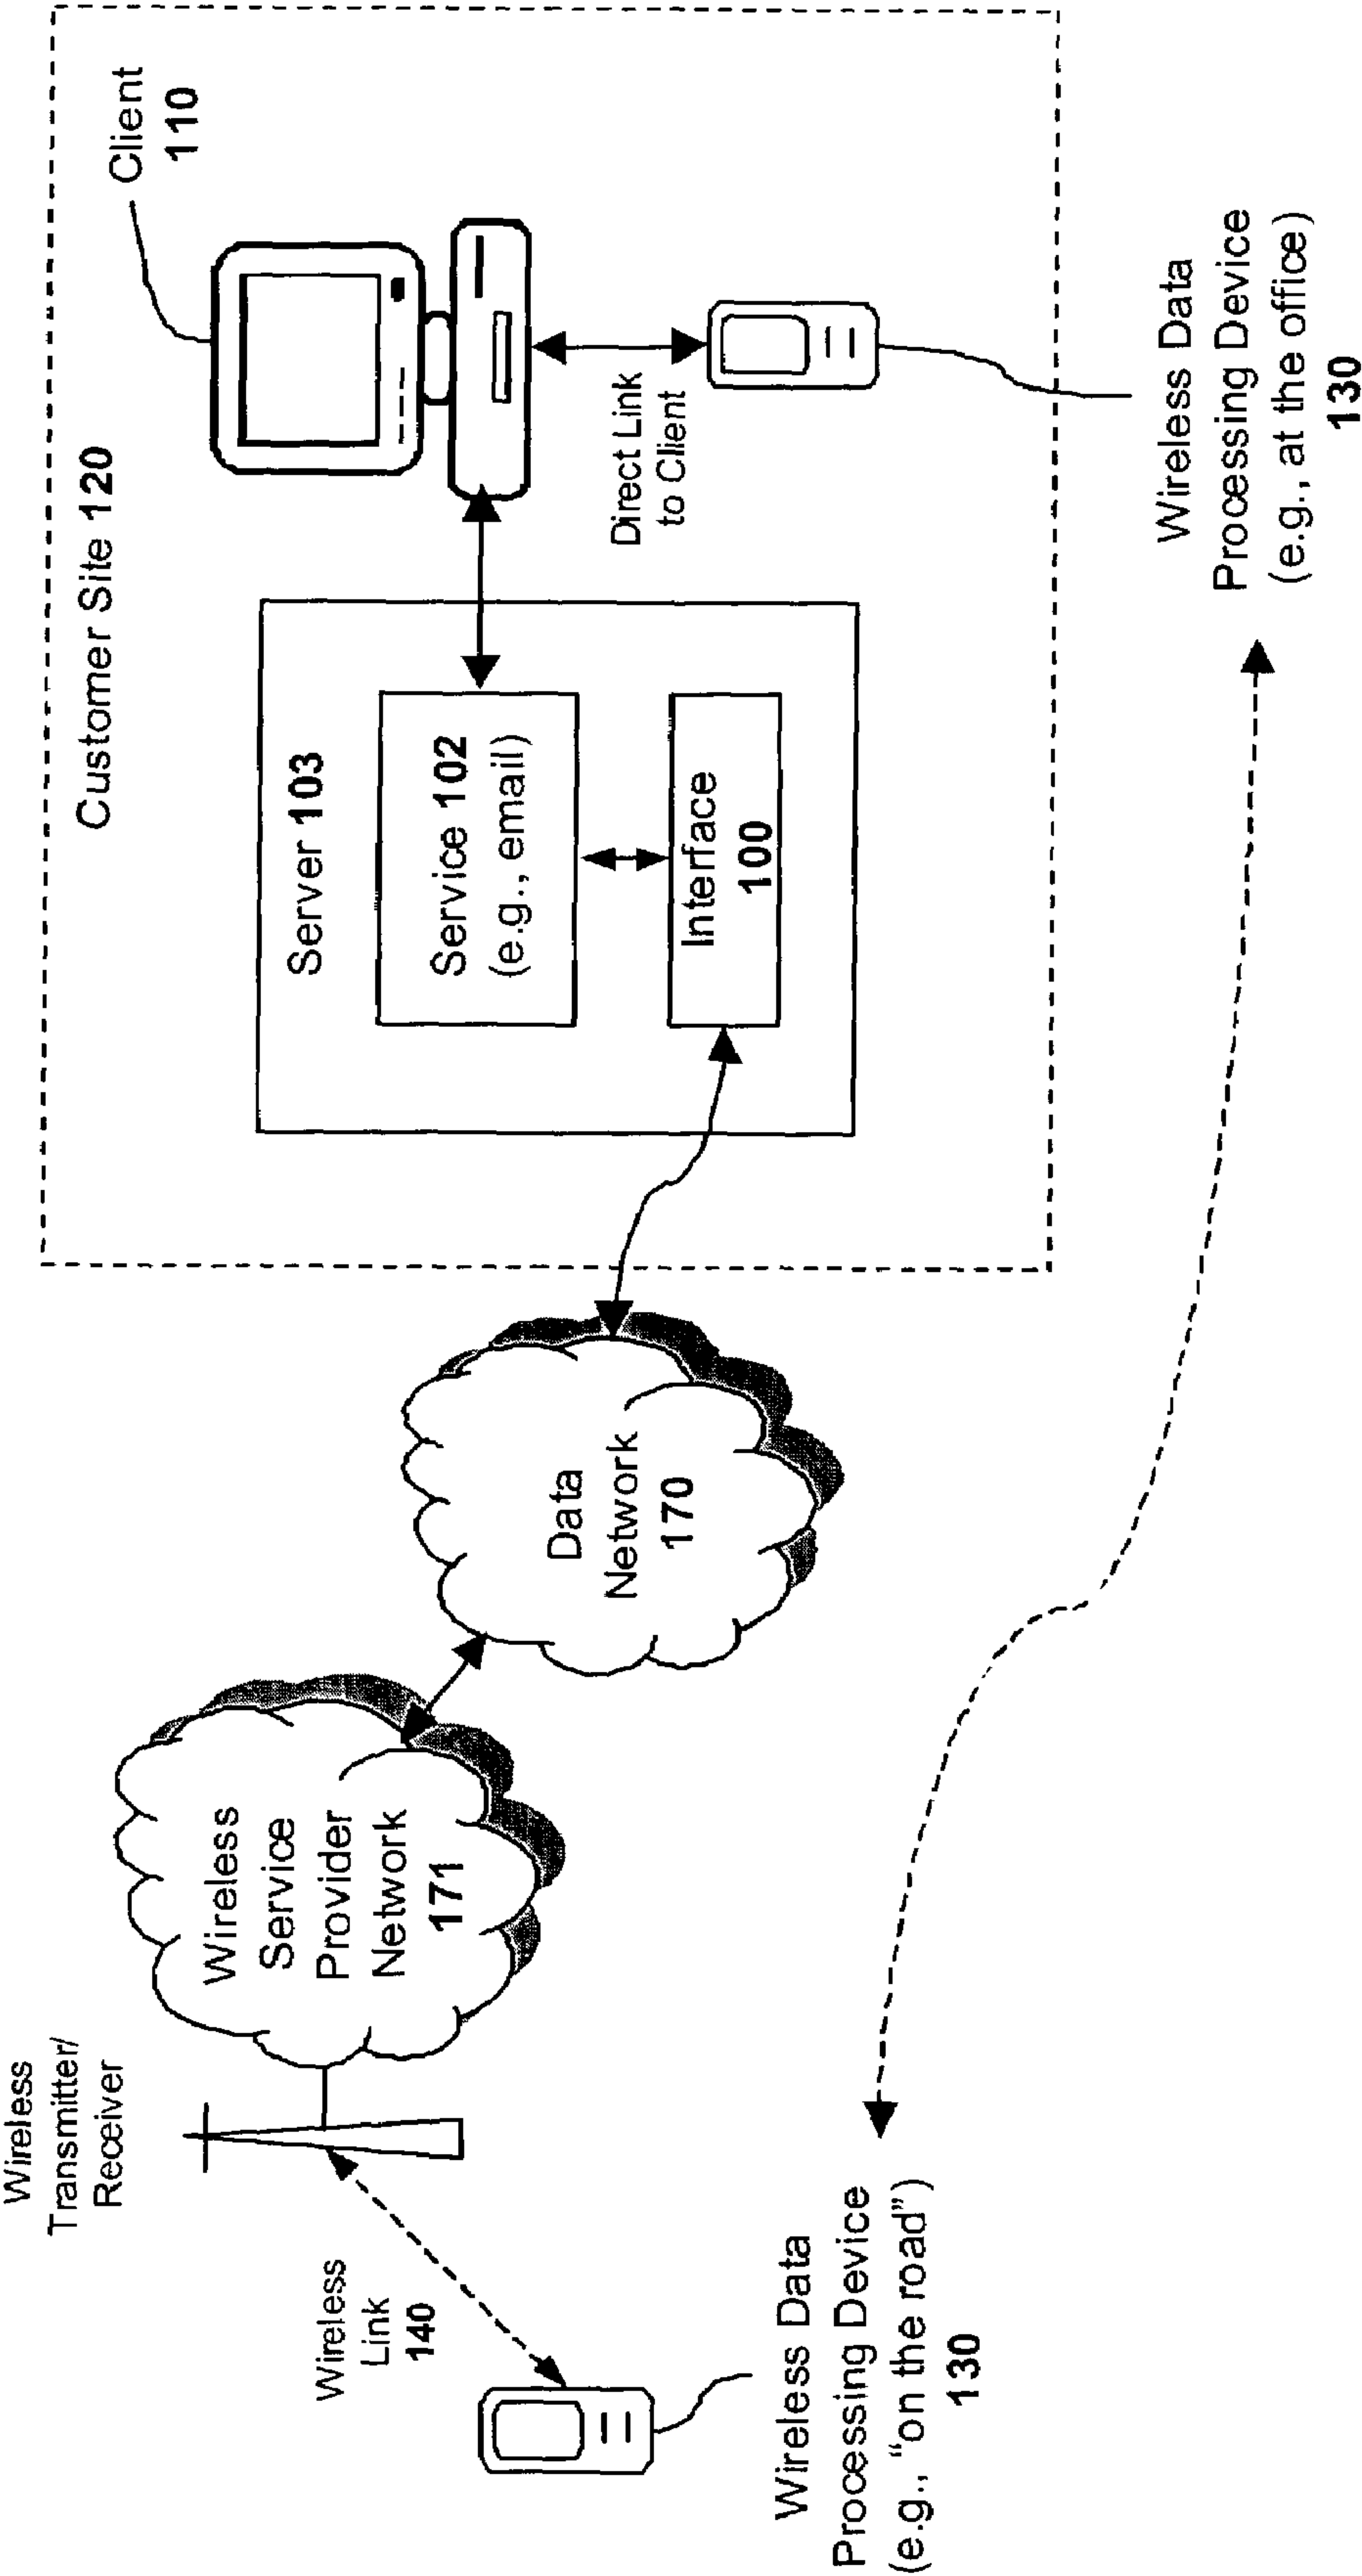 Wireless
Transmitter/
Receiver
Wireless
Service
Provider
Network
171
Wireless
Link
140
Wireless Data
Processing Device
(e.g., “on the road”)
130
Data
Network
170
Customer Site 120
Client
110
Server 103
Service 102
(e.g., email)
Interface
100
Direct Link
to Client
Wireless Data
Processing Device
(e.g., at the office)
130